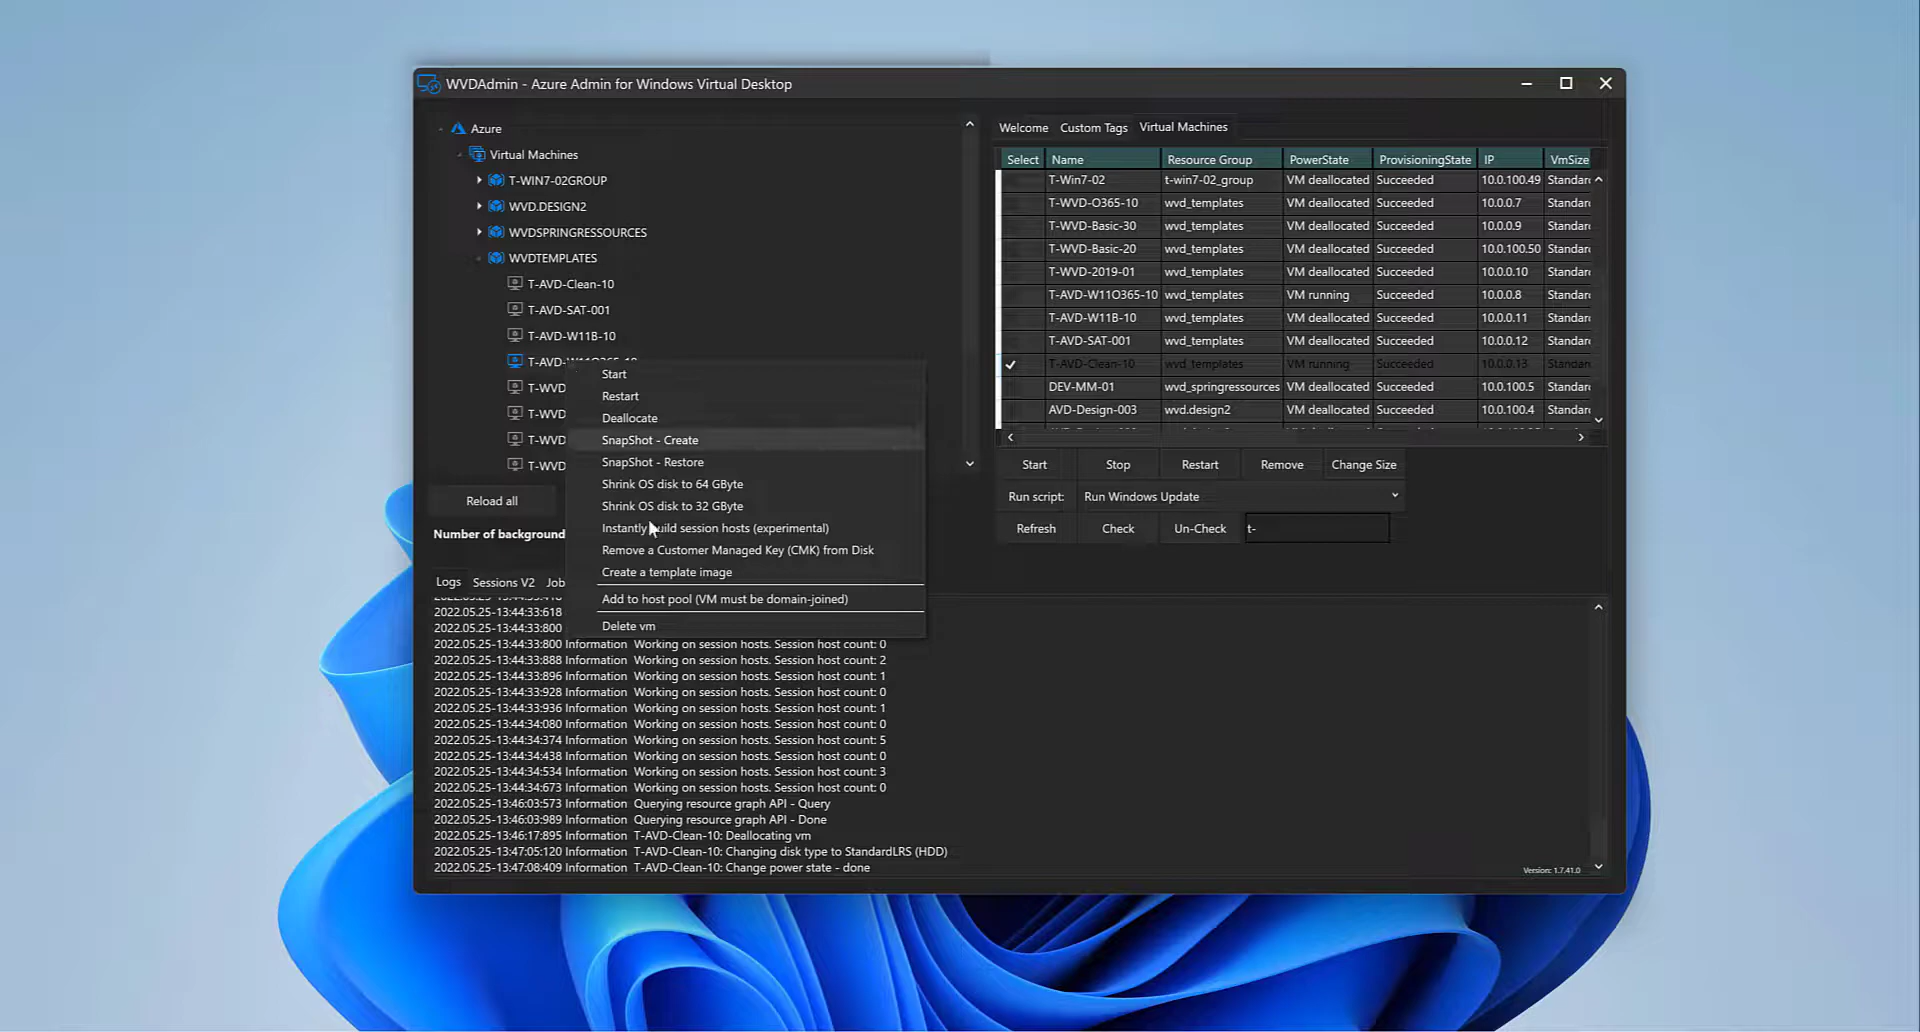 WVDAdmin - Azure Admin for Windows Virtual Desktop
Azure
Virtual Machines
T-WIN7-02GROUP
WVD.DESIGN2
WVDSPRINGRESSOURCES
WVDTEMPLATES
T-AVD-Clean-10
T-AVD-SAT-001
T-AVD-W11B-10
T-AVD-W11O365-10
T-WVD
T-WVD
T-WVD
T-WVD
Start
Restart
Deallocate
SnapShot - Create
SnapShot - Restore
Shrink OS disk to 64 GByte
Shrink OS disk to 32 GByte
Instantly build session hosts (experimental)
Remove a Customer Managed Key (CMK) from Disk
Create a template image
Add to host pool (VM must be domain-joined)
Delete vm
Reload all
Number of background
Welcome Custom Tags Virtual Machines
Select Name Resource Group PowerState ProvisioningState IP VmSize
T-Win7-02 t-win7-02_group VM deallocated Succeeded 10.0.100.49 Standar
T-WVD-O365-10 wvd_templates VM deallocated Succeeded 10.0.0.7 Standar
T-WVD-Basic-30 wvd_templates VM deallocated Succeeded 10.0.0.9 Standar
T-WVD-Basic-20 wvd_templates VM deallocated Succeeded 10.0.100.50 Standar
T-WVD-2019-01 wvd_templates VM deallocated Succeeded 10.0.0.10 Standar
T-AVD-W11O365-10 wvd_templates VM running Succeeded 10.0.0.8 Standar
T-AVD-W11B-10 wvd_templates VM deallocated Succeeded 10.0.0.11 Standar
T-AVD-SAT-001 wvd_templates VM deallocated Succeeded 10.0.0.12 Standar
T-AVD-Clean-10 wvd_templates VM running Succeeded 10.0.0.13 Standar
DEV-MM-01 wvd_springressources VM deallocated Succeeded 10.0.100.5 Standar
AVD-Design-003 wvd.design2 VM deallocated Succeeded 10.0.100.4 Standar
Start Stop Restart Remove Change Size
Run script: Run Windows Update
Refresh Check Un-Check t-
Logs Sessions V2 Job
2022.05.25-13:44:33:618
2022.05.25-13:44:33:800
2022.05.25-13:44:33:800 Information Working on session hosts. Session host count: 0
2022.05.25-13:44:33:888 Information Working on session hosts. Session host count: 2
2022.05.25-13:44:33:896 Information Working on session hosts. Session host count: 1
2022.05.25-13:44:33:928 Information Working on session hosts. Session host count: 0
2022.05.25-13:44:33:936 Information Working on session hosts. Session host count: 1
2022.05.25-13:44:34:080 Information Working on session hosts. Session host count: 0
2022.05.25-13:44:34:374 Information Working on session hosts. Session host count: 5
2022.05.25-13:44:34:438 Information Working on session hosts. Session host count: 0
2022.05.25-13:44:34:534 Information Working on session hosts. Session host count: 3
2022.05.25-13:44:34:673 Information Working on session hosts. Session host count: 0
2022.05.25-13:46:03:573 Information Querying resource graph API - Query
2022.05.25-13:46:03:989 Information Querying resource graph API - Done
2022.05.25-13:46:17:895 Information T-AVD-Clean-10: Deallocating vm
2022.05.25-13:47:05:120 Information T-AVD-Clean-10: Changing disk type to StandardLRS (HDD)
2022.05.25-13:47:08:409 Information T-AVD-Clean-10: Change power state - done
Version: 1.7.41.0